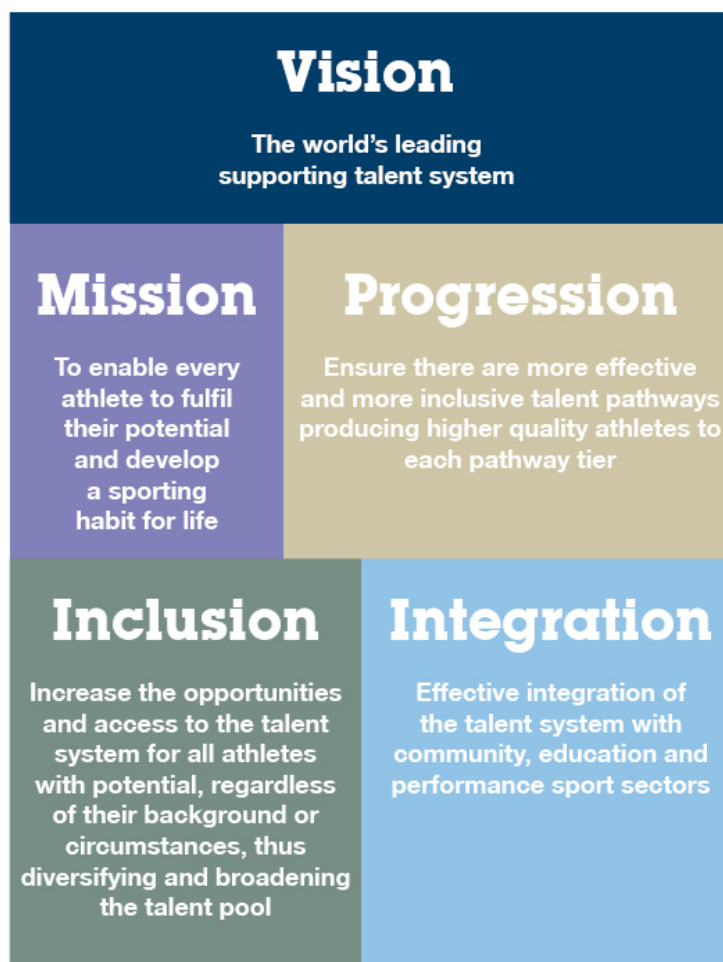 Vision
The world’s leading
supporting talent system
Mission
To enable every
athlete to fulfil
their potential
and develop
a sporting
habit for life
Progression
Ensure there are more effective
and more inclusive talent pathways
producing higher quality athletes to
each pathway tier
Inclusion
Increase the opportunities
and access to the talent
system for all athletes
with potential, regardless
of their background or
circumstances, thus
diversifying and broadening
the talent pool
Integration
Effective integration of
the talent system with
community, education and
performance sport sectors